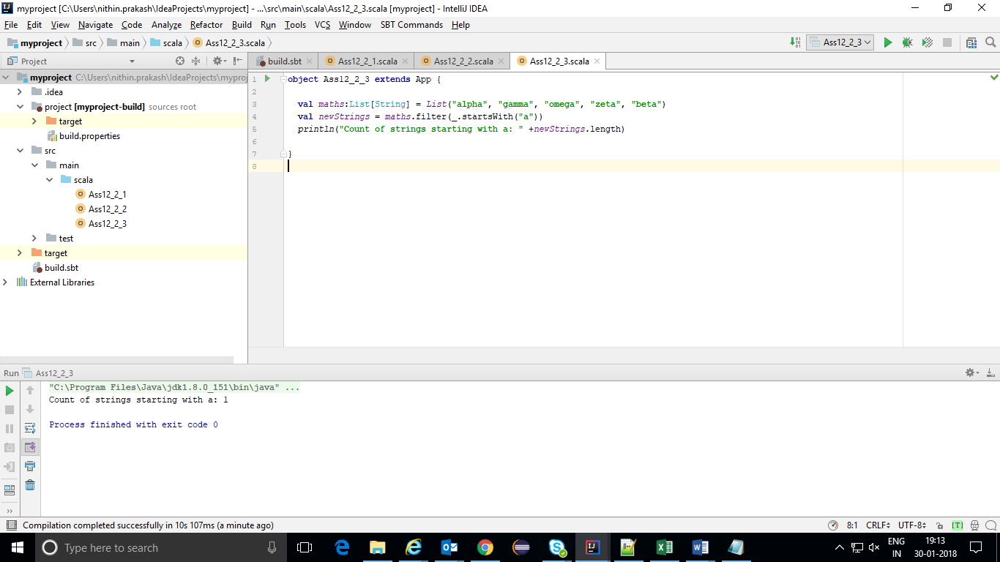 myproject [C:\Users\nithin.prakash\IdeaProjects\myproject] - ...\src\main\scala\Ass12_2_3.scala [myproject] - IntelliJ IDEA
File Edit View Navigate Code Analyze Refactor Build Run Tools VCS Window SBT Commands Help
myproject src main scala Ass12_2_3.scala Ass12_2_3
Project build.sbt Ass12_2_1.scala Ass12_2_2.scala Ass12_2_3.scala
myproject C:\Users\nithin.prakash\IdeaProjects\myproj
.idea
project [myproject-build] sources root
target
build.properties
src
main
scala
Ass12_2_1
Ass12_2_2
Ass12_2_3
test
target
build.sbt
External Libraries
1 object Ass12_2_3 extends App {
2
3 val maths:List[String] = List("alpha", "gamma", "omega", "zeta", "beta")
4 val newStrings = maths.filter(_.startsWith("a"))
5 println("Count of strings starting with a: " +newStrings.length)
6
7 }
8
Run Ass12_2_3
"C:\Program Files\Java\jdk1.8.0_151\bin\java" ...
Count of strings starting with a: 1
Process finished with exit code 0
Compilation completed successfully in 10s 107ms (a minute ago) 8:1 CRLF UTF-8 [T]
Type here to search
ENG 19:13
IN 30-01-2018